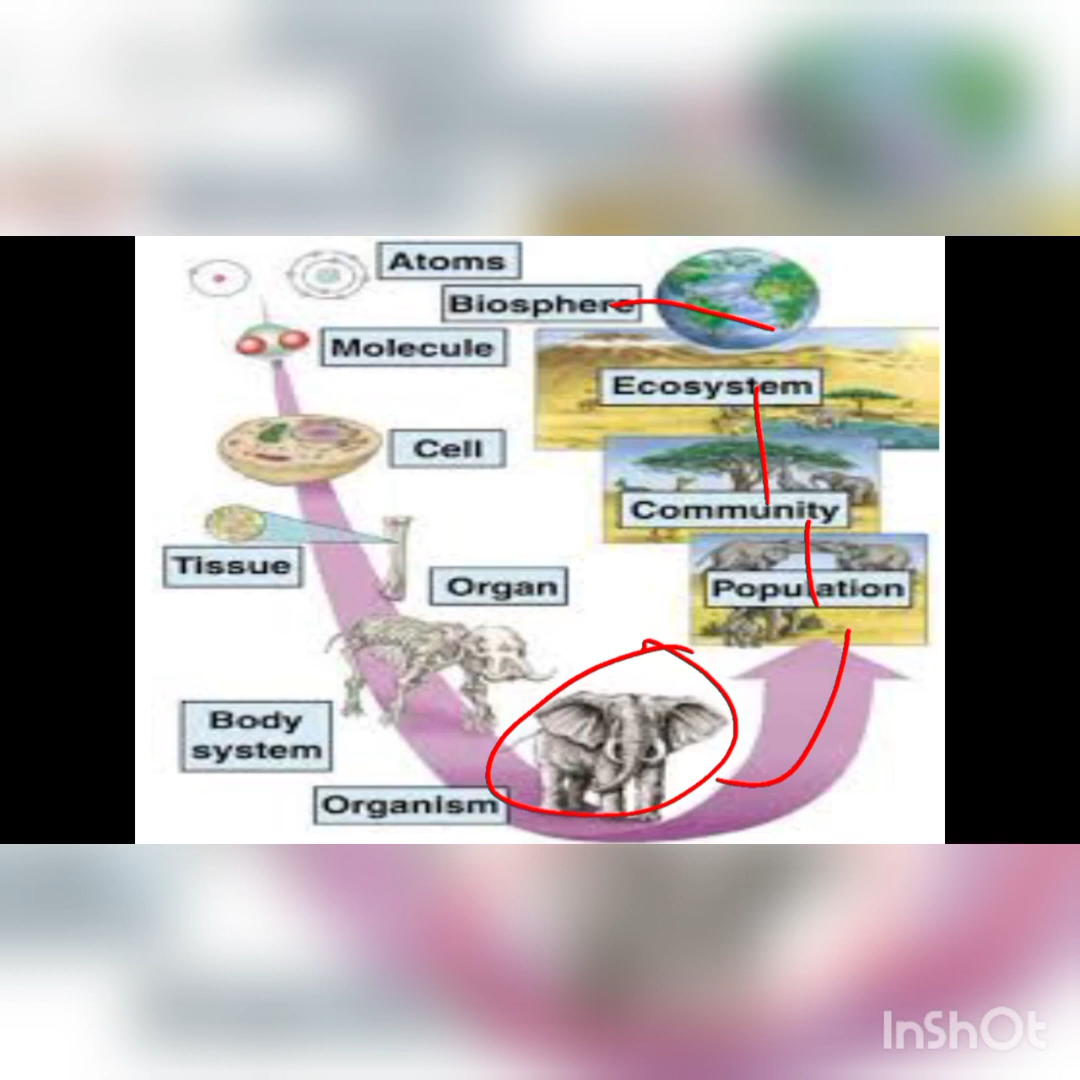 Atoms
Biosphere
Molecule
Ecosystem
Cell
Community
Tissue
Organ
Population
Body
system
Organism
InShOt